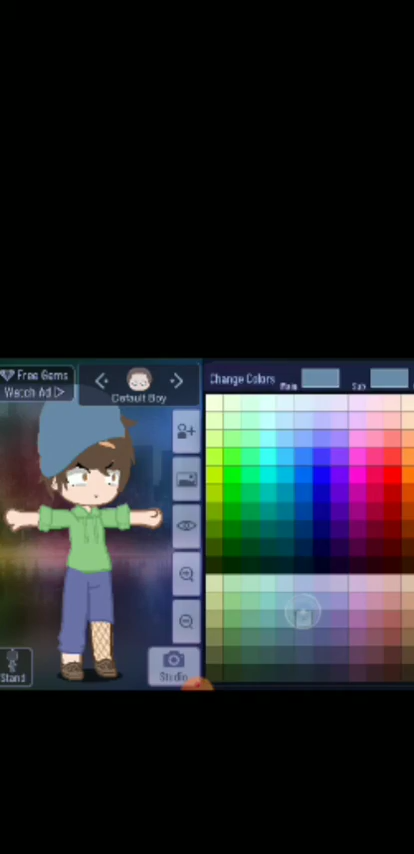 Free Gems
Watch Ad
Default Boy
Change Colors
Main
Sub
Stand
Studio